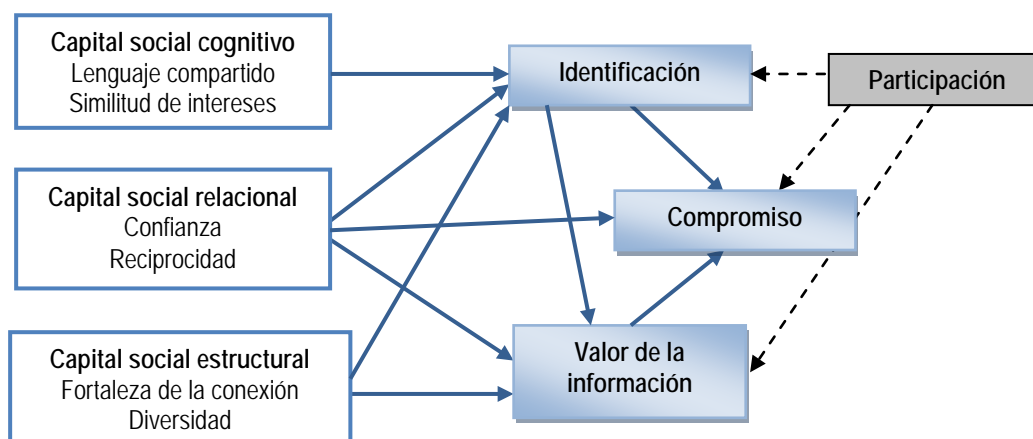 Capital social cognitivo
Lenguaje compartido
Similitud de intereses
Identificación
Participación
Capital social relacional
Confianza
Reciprocidad
Compromiso
Capital social estructural
Fortaleza de la conexión
Diversidad
Valor de la
información